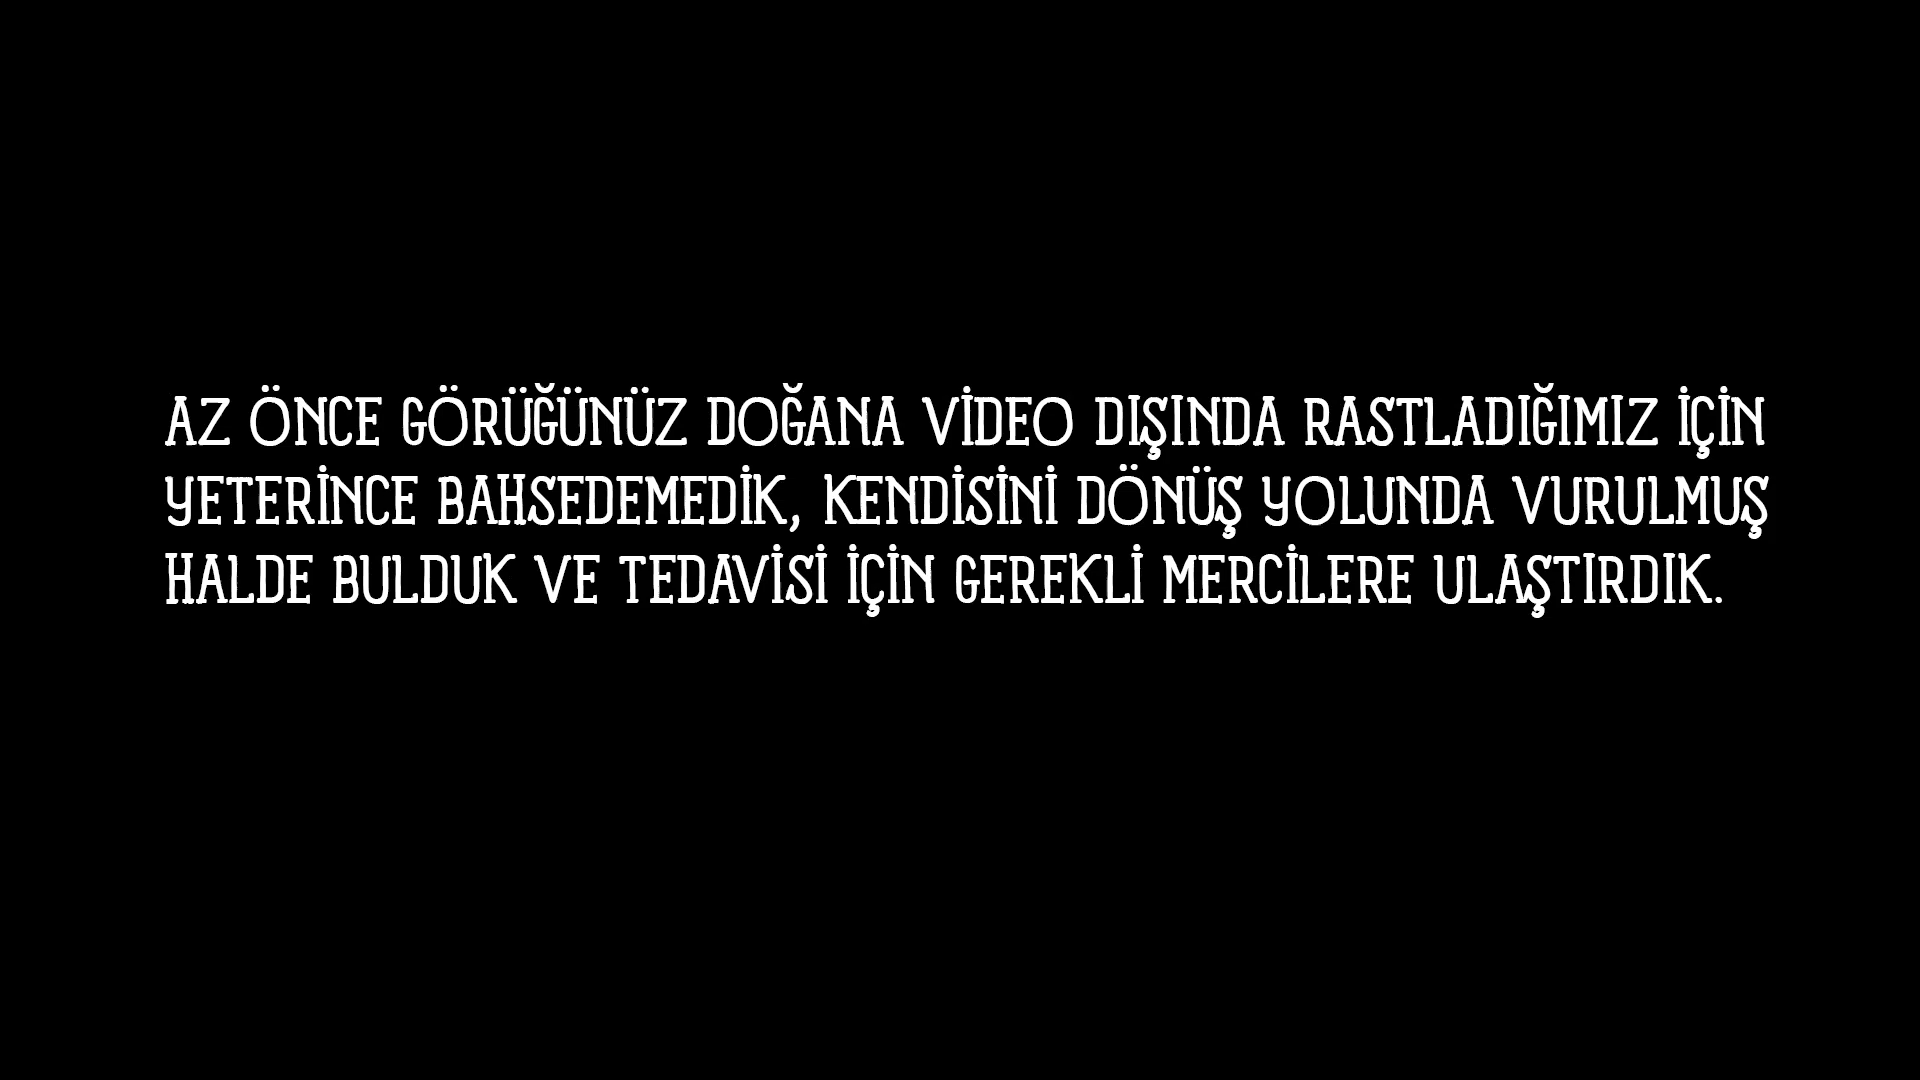 AZ ÖNCE GÖRÜĞÜNÜZ DOĞANA VİDEO DIŞINDA RASTLADIĞIMIZ İÇİN
YETERİNCE BAHSEDEMEDİK, KENDİSİNİ DÖNÜŞ YOLUNDA VURULMUŞ
HALDE BULDUK VE TEDAVİSİ İÇİN GEREKLİ MERCİLERE ULAŞTIRDIK.